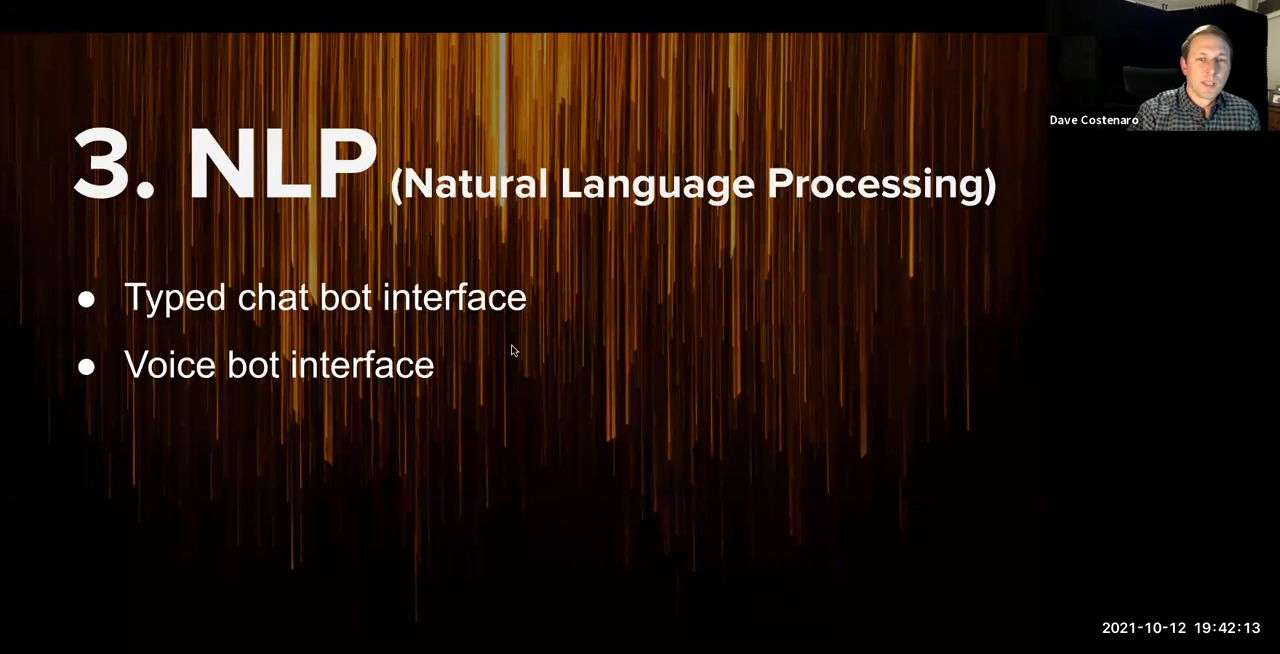 3. NLP (Natural Language Processing)
● Typed chat bot interface
● Voice bot interface
Dave Costenaro
2021-10-12 19:42:13